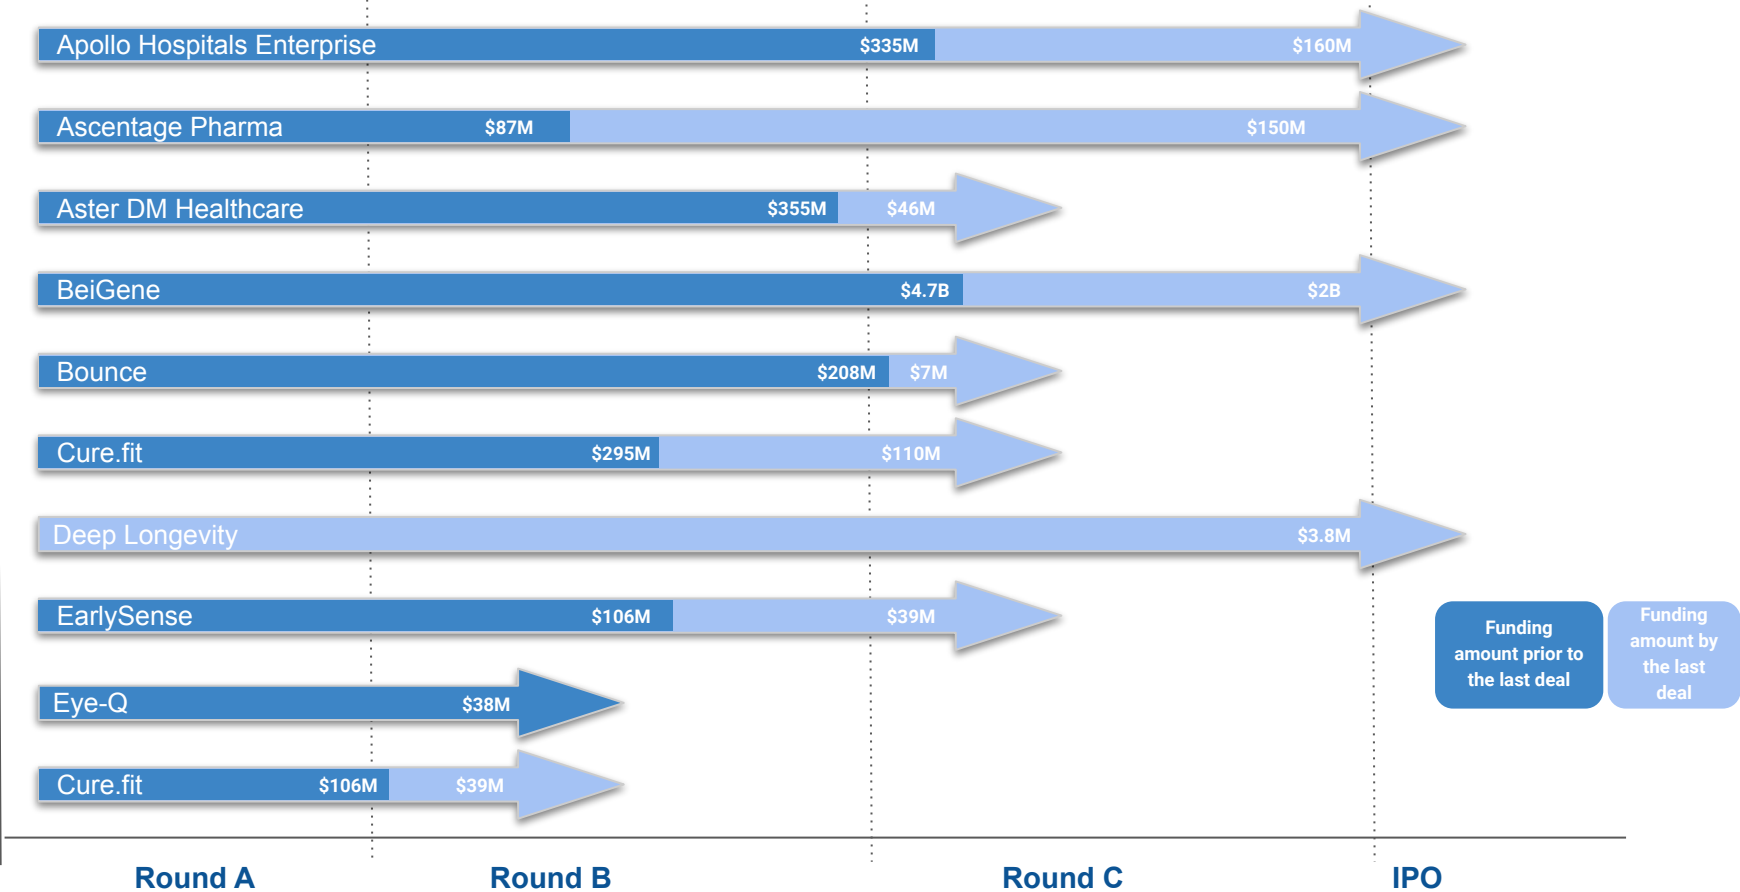 Apollo Hospitals Enterprise $335M $160M
Ascentage Pharma $87M $150M
Aster DM Healthcare $355M $46M
BeiGene $4.7B $2B
Bounce $208M $7M
Cure.fit $295M $110M
Deep Longevity $3.8M
EarlySense $106M $39M
Eye-Q $38M
Cure.fit $106M $39M
Funding
amount prior to
the last deal
Funding
amount by
the last
deal
Round A Round B Round C IPO